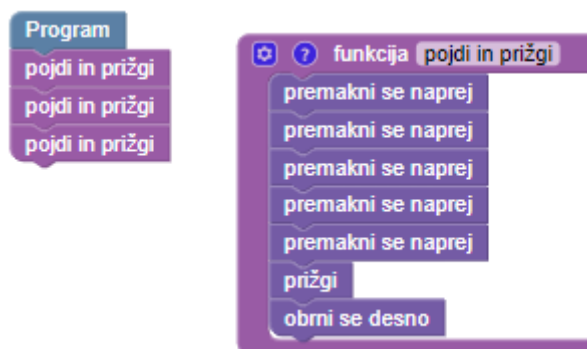 Program
pojdi in prižgi
pojdi in prižgi
pojdi in prižgi
? funkcija pojdi in prižgi
premakni se naprej
premakni se naprej
premakni se naprej
premakni se naprej
premakni se naprej
prižgi
obrni se desno